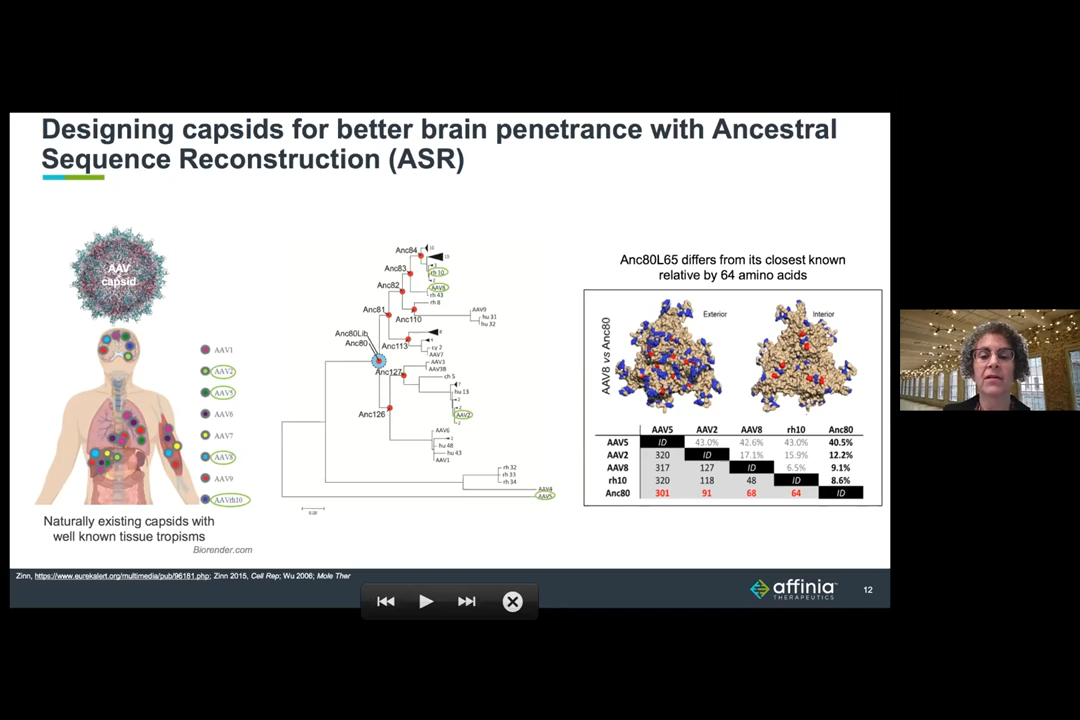 Designing capsids for better brain penetrance with Ancestral
Sequence Reconstruction (ASR)
AAV
capsid
AAV1
AAV2
AAV5
AAV6
AAV7
AAV8
AAV9
AAVrh10
Naturally existing capsids with
well known tissue tropisms
Biorender.com
Anc84
Anc83
rh 10
Anc82
AAV8
rh 43
rh 8
Anc81
Anc110
AAV9
hu 31
hu 32
Anc80Lib
Anc80
Anc113
cy 2
AAV7
AAV3
AAV3B
Anc127
ch 5
hu 13
Anc126
AAV2
AAV6
hu 48
hu 43
AAV1
rh 32
rh 33
rh 34
AAV4
AAV5
Anc80L65 differs from its closest known
relative by 64 amino acids
AAV8 vs Anc80
Exterior
Interior
AAV5 AAV2 AAV8 rh10 Anc80
AAV5 ID 43.0% 42.6% 43.0% 40.5%
AAV2 320 ID 17.1% 15.9% 12.2%
AAV8 317 127 ID 6.5% 9.1%
rh10 320 118 48 ID 8.6%
Anc80 301 91 68 64 ID
Zinn, https://www.eurekalert.org/multimedia/pub/96181.php; Zinn 2015, Cell Rep; Wu 2006; Mole Ther
affinia
THERAPEUTICS
12